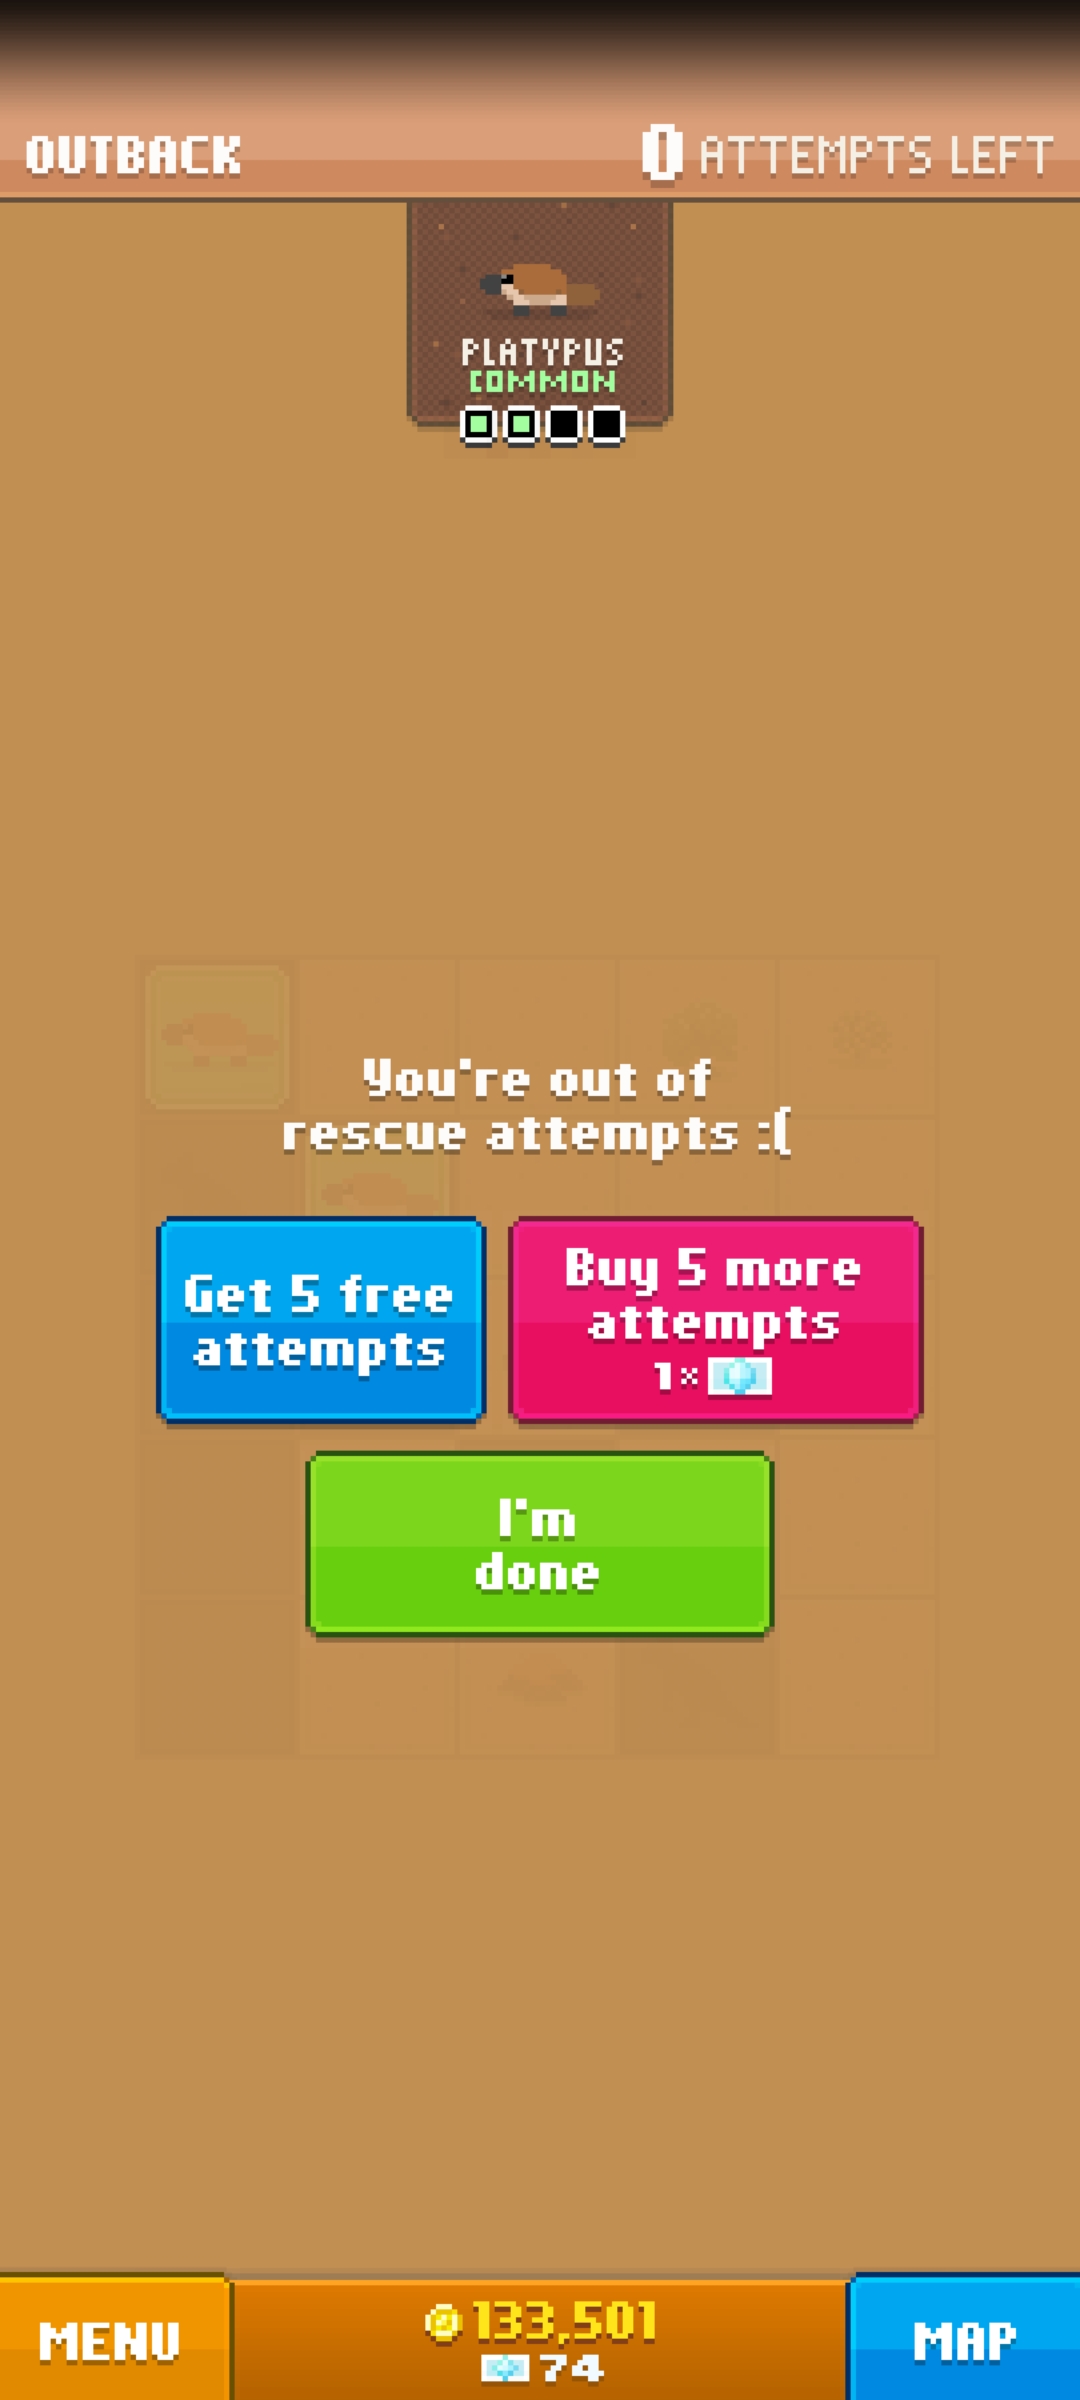 OUTBACK
0 ATTEMPTS LEFT
PLATYPUS
COMMON
You're out of
rescue attempts :(
Get 5 free
attempts
Buy 5 more
attempts
1×
I'm
done
MENU
133,501
74
MAP